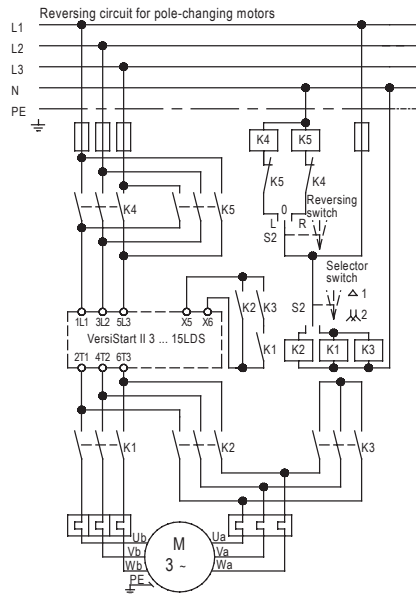 Reversing circuit for pole-changing motors
L1
L2
L3
N
PE
K4 K5
K5 K4
K4 K5
Reversing
switch
L 0 R
S2
Selector
switch
S2
1
2
1L1 3L2 5L3 X5 X6
K2 K3
VersiStart II 3 ... 15LDS
K1
K2 K1 K3
2T1 4T2 6T3
K1 K2 K3
Ub Ua
Vb Va
Wb Wa
M
3 ~
PE